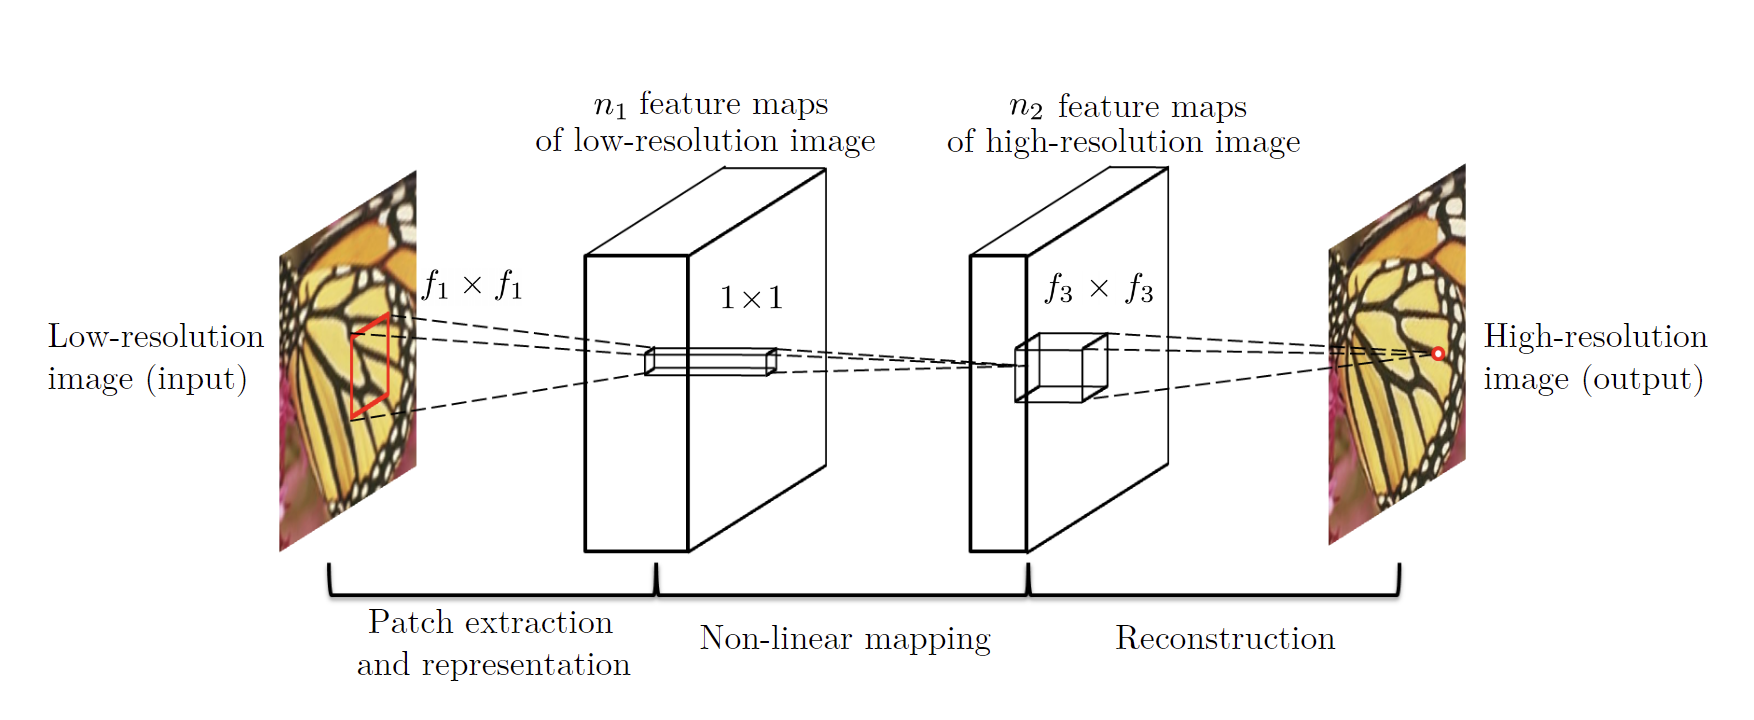 n₁ feature maps
of low-resolution image
n₂ feature maps
of high-resolution image
f₁ × f₁
1×1
f₃ × f₃
Low-resolution
image (input)
High-resolution
image (output)
Patch extraction
and representation
Non-linear mapping
Reconstruction